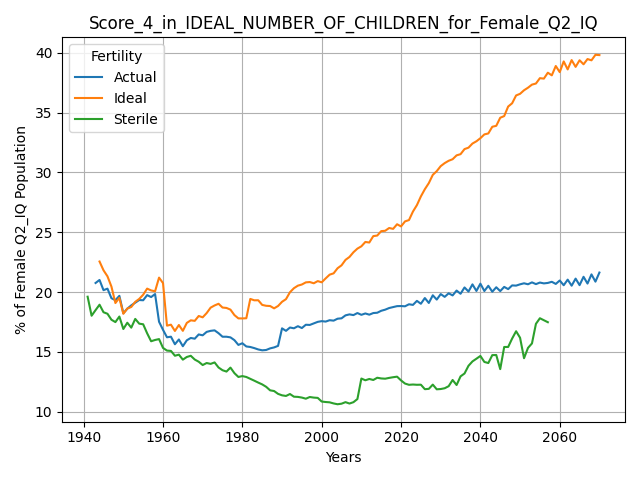 Score_4_in_IDEAL_NUMBER_OF_CHILDREN_for_Female_Q2_IQ
Fertility
Actual
Ideal
Sterile
% of Female Q2_IQ Population
40
35
30
25
20
15
10
1940
1960
1980
2000
2020
2040
2060
Years